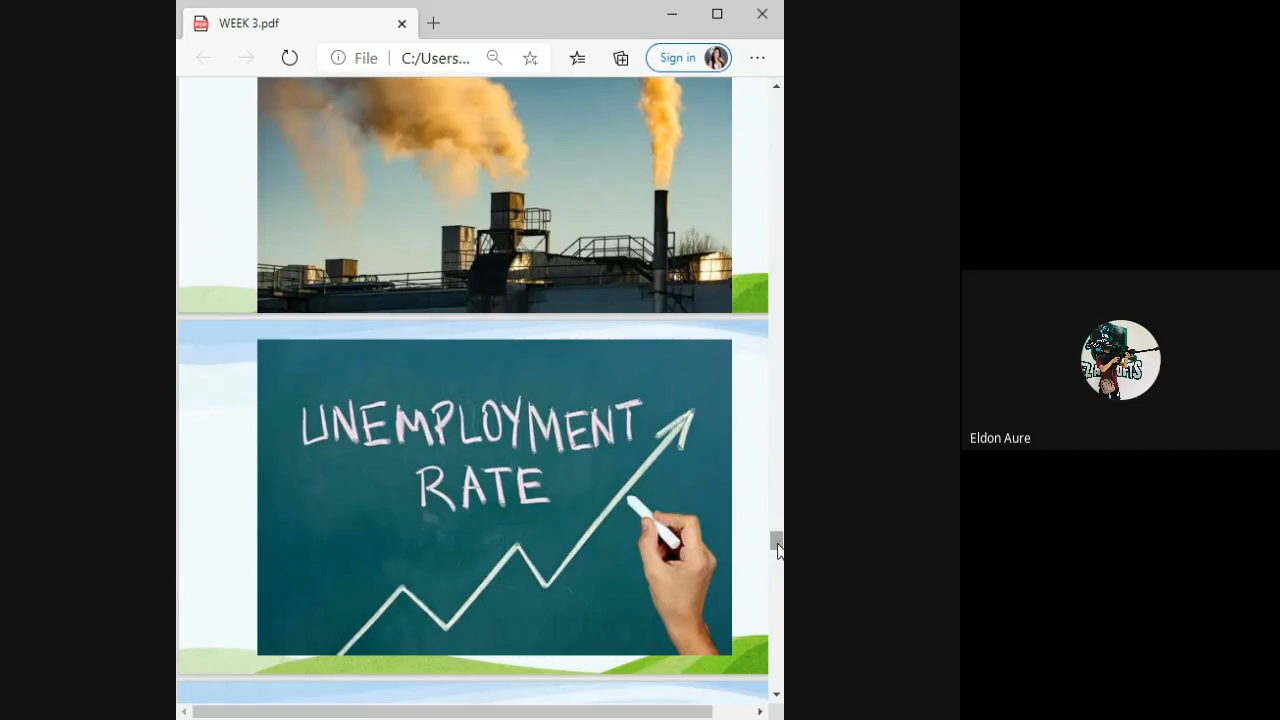 WEEK 3.pdf
File
C:/Users...
Sign in
UNEMPLOYMENT
RATE
Eldon Aure